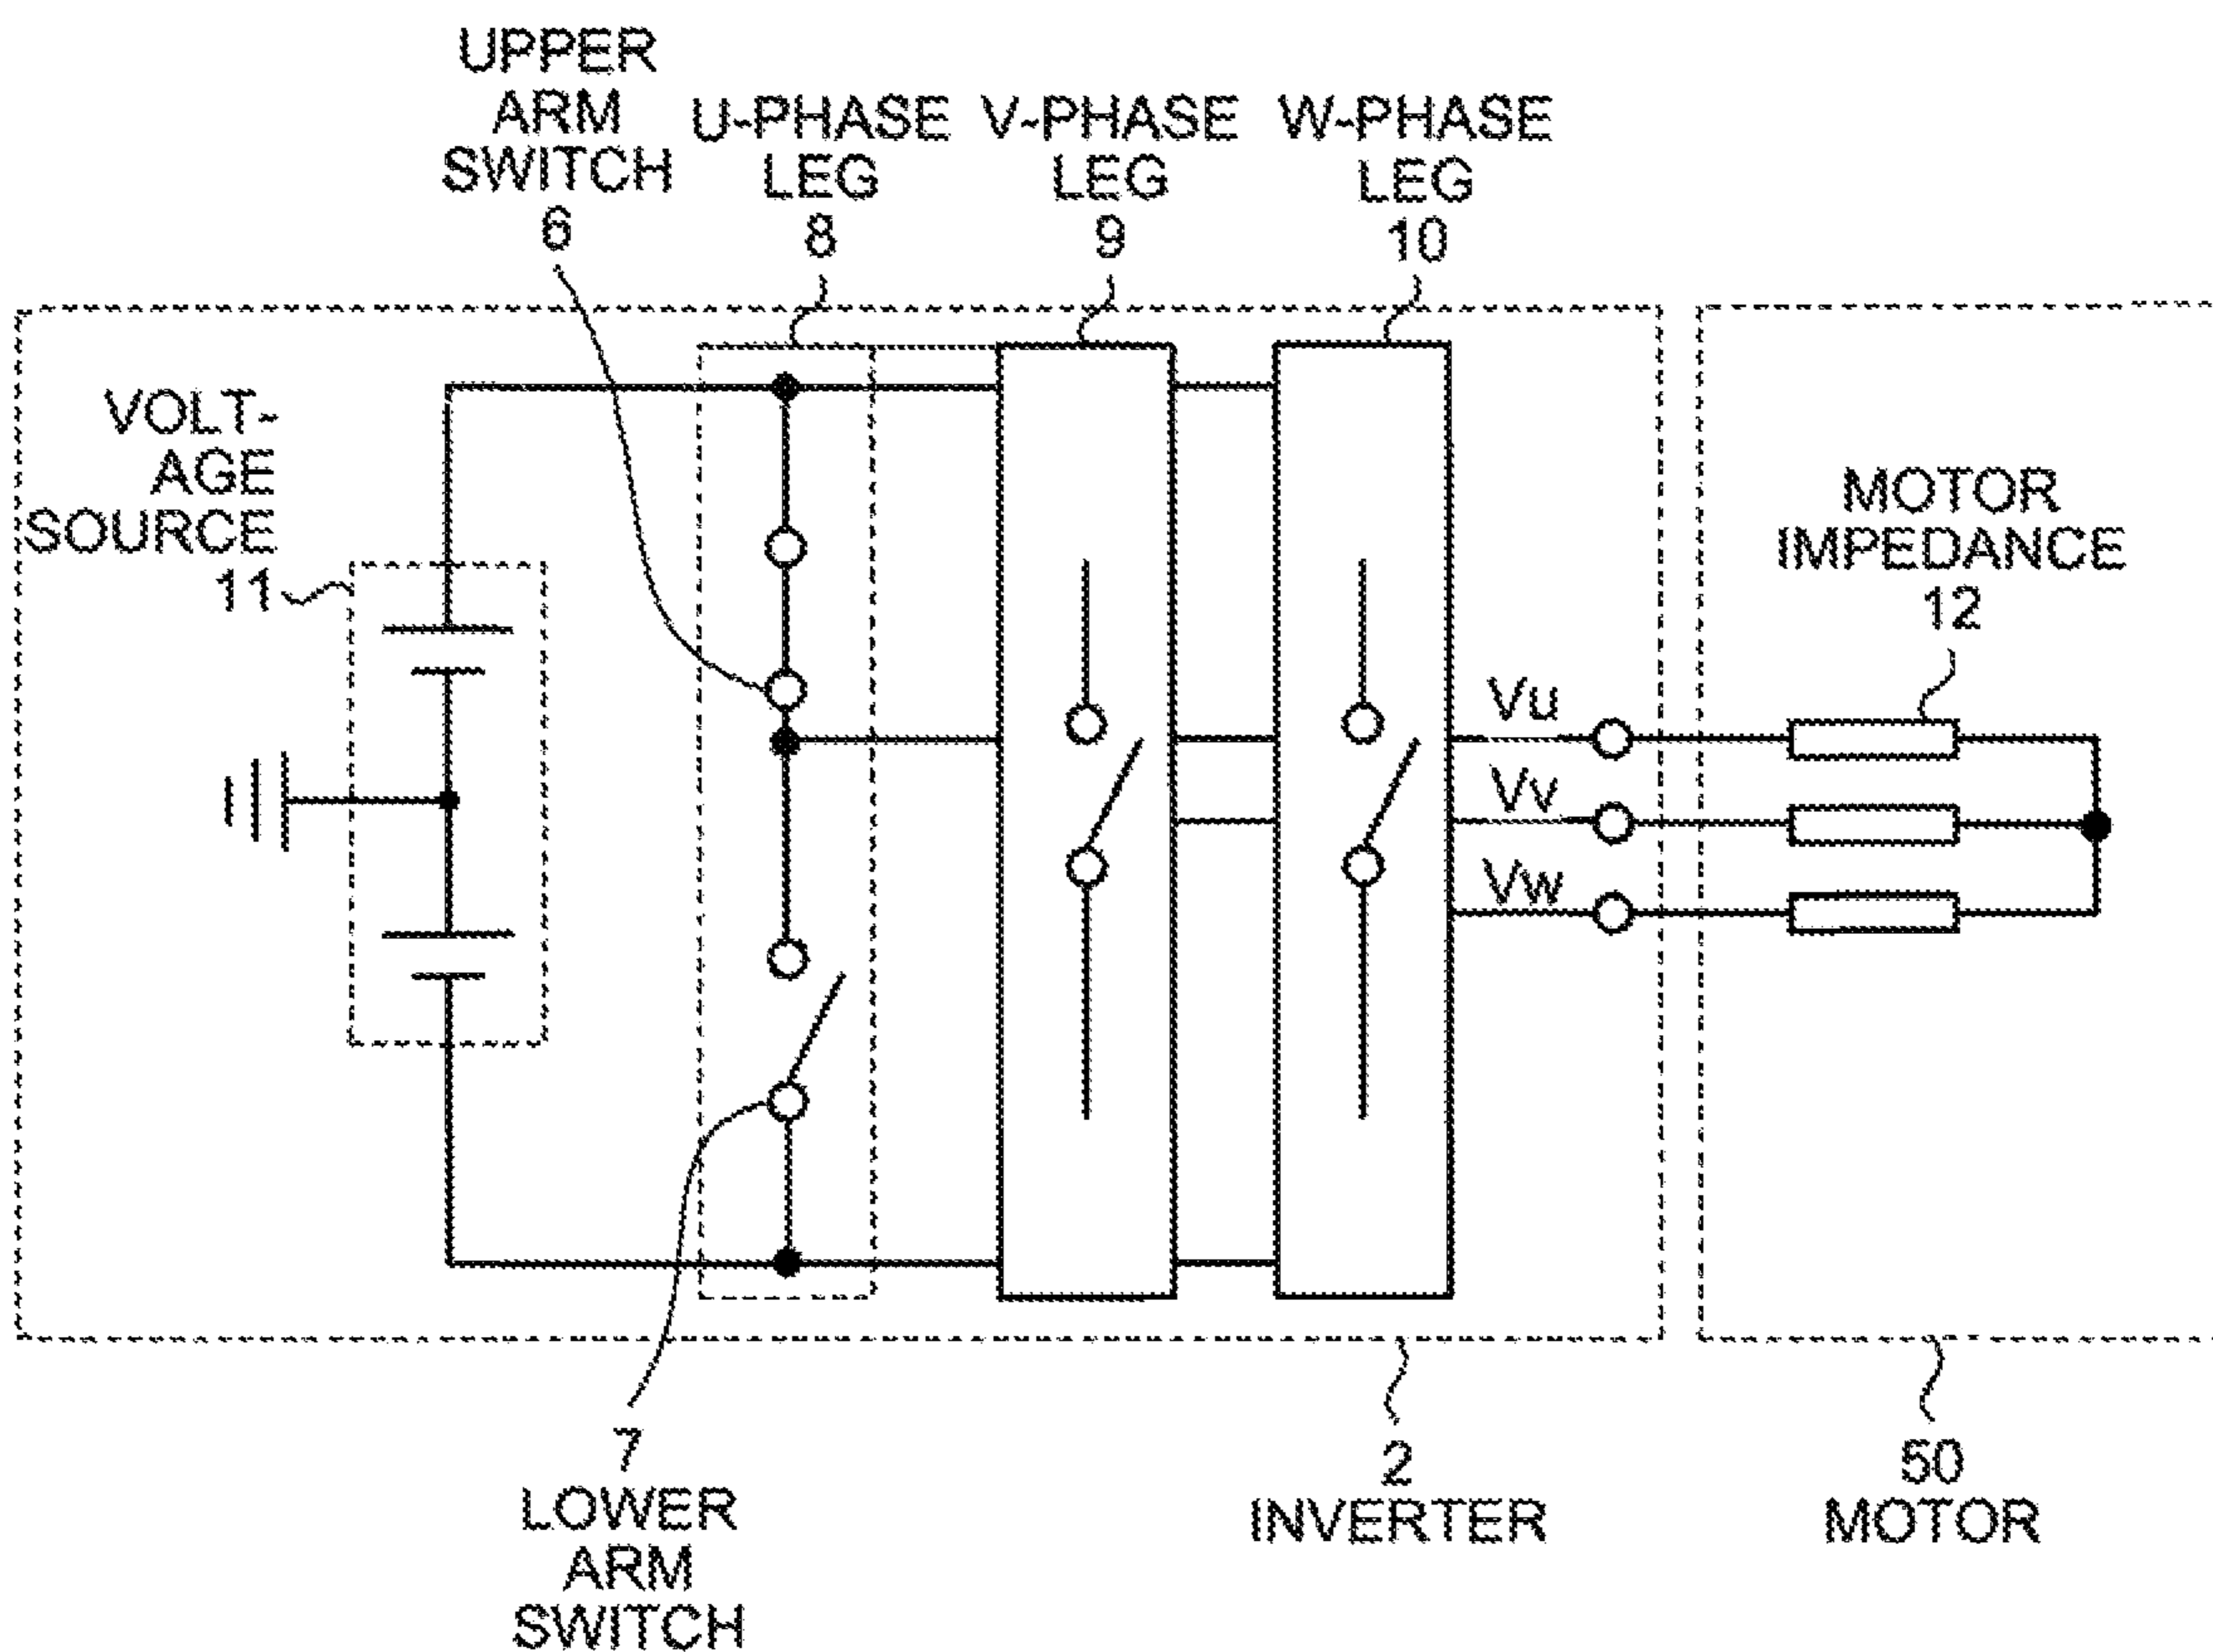 UPPER
ARM
SWITCH
6
U-PHASE
LEG
8
V-PHASE
LEG
9
W-PHASE
LEG
10
VOLT-
AGE
SOURCE
11
MOTOR
IMPEDANCE
12
Vu
Vv
Vw
7
LOWER
ARM
SWITCH
2
INVERTER
50
MOTOR